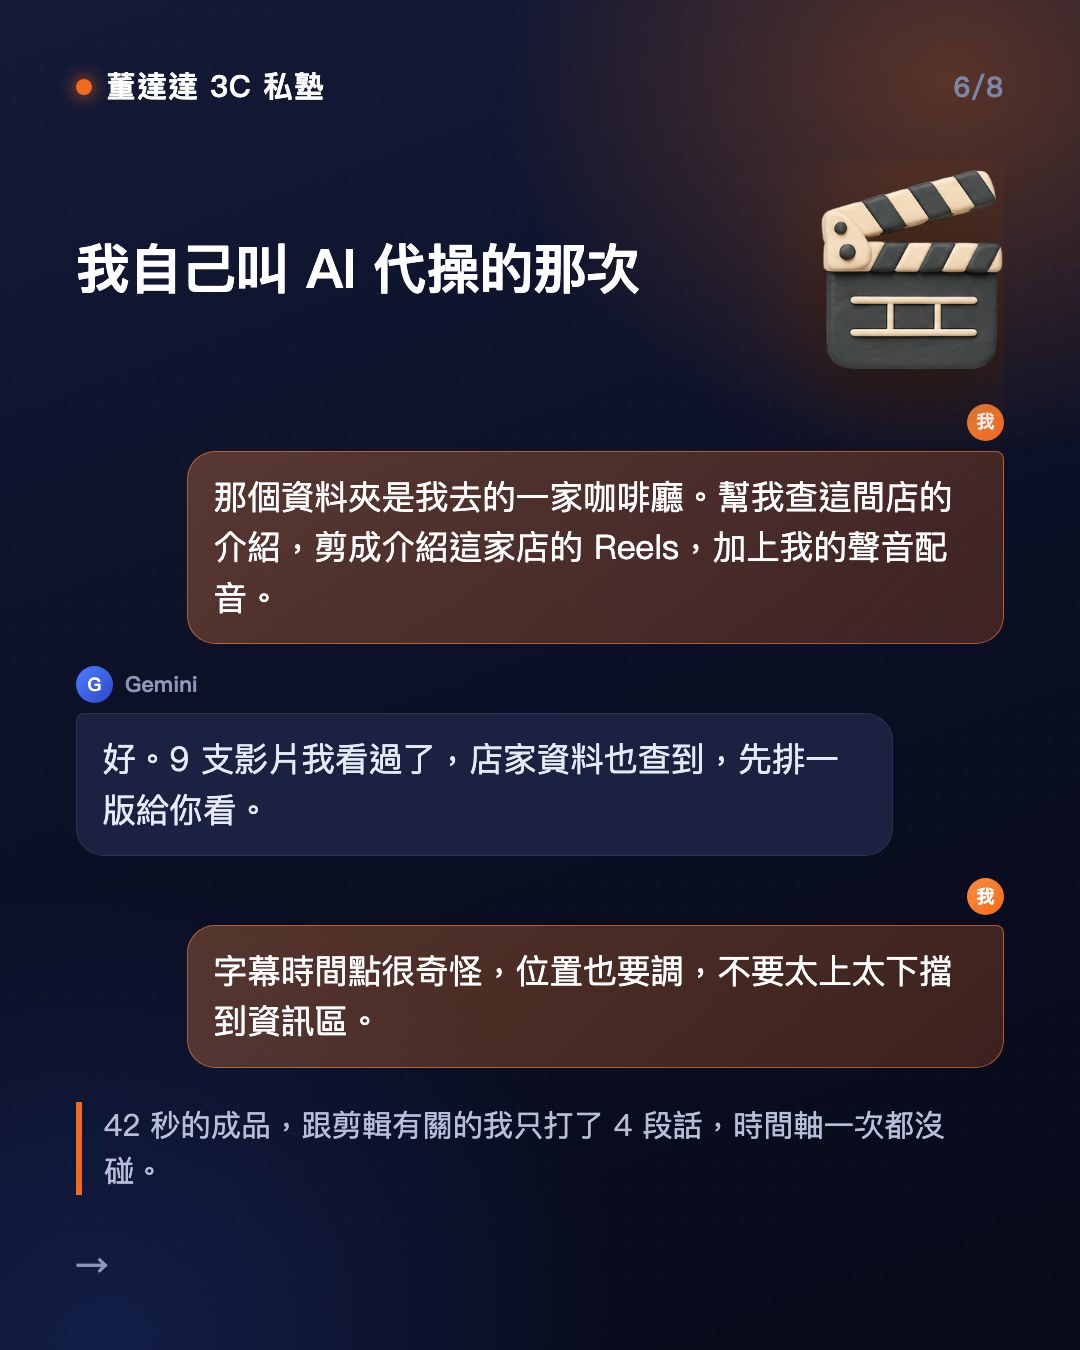 董達達 3C 私塾
6/8
我自己叫 AI 代操的那次
我
那個資料夾是我去的一家咖啡廳。幫我查這間店的
介紹，剪成介紹這家店的 Reels，加上我的聲音配
音。
G Gemini
好。9 支影片我看過了，店家資料也查到，先排一
版給你看。
我
字幕時間點很奇怪，位置也要調，不要太上太下擋
到資訊區。
42 秒的成品，跟剪輯有關的我只打了 4 段話，時間軸一次都沒
碰。
→